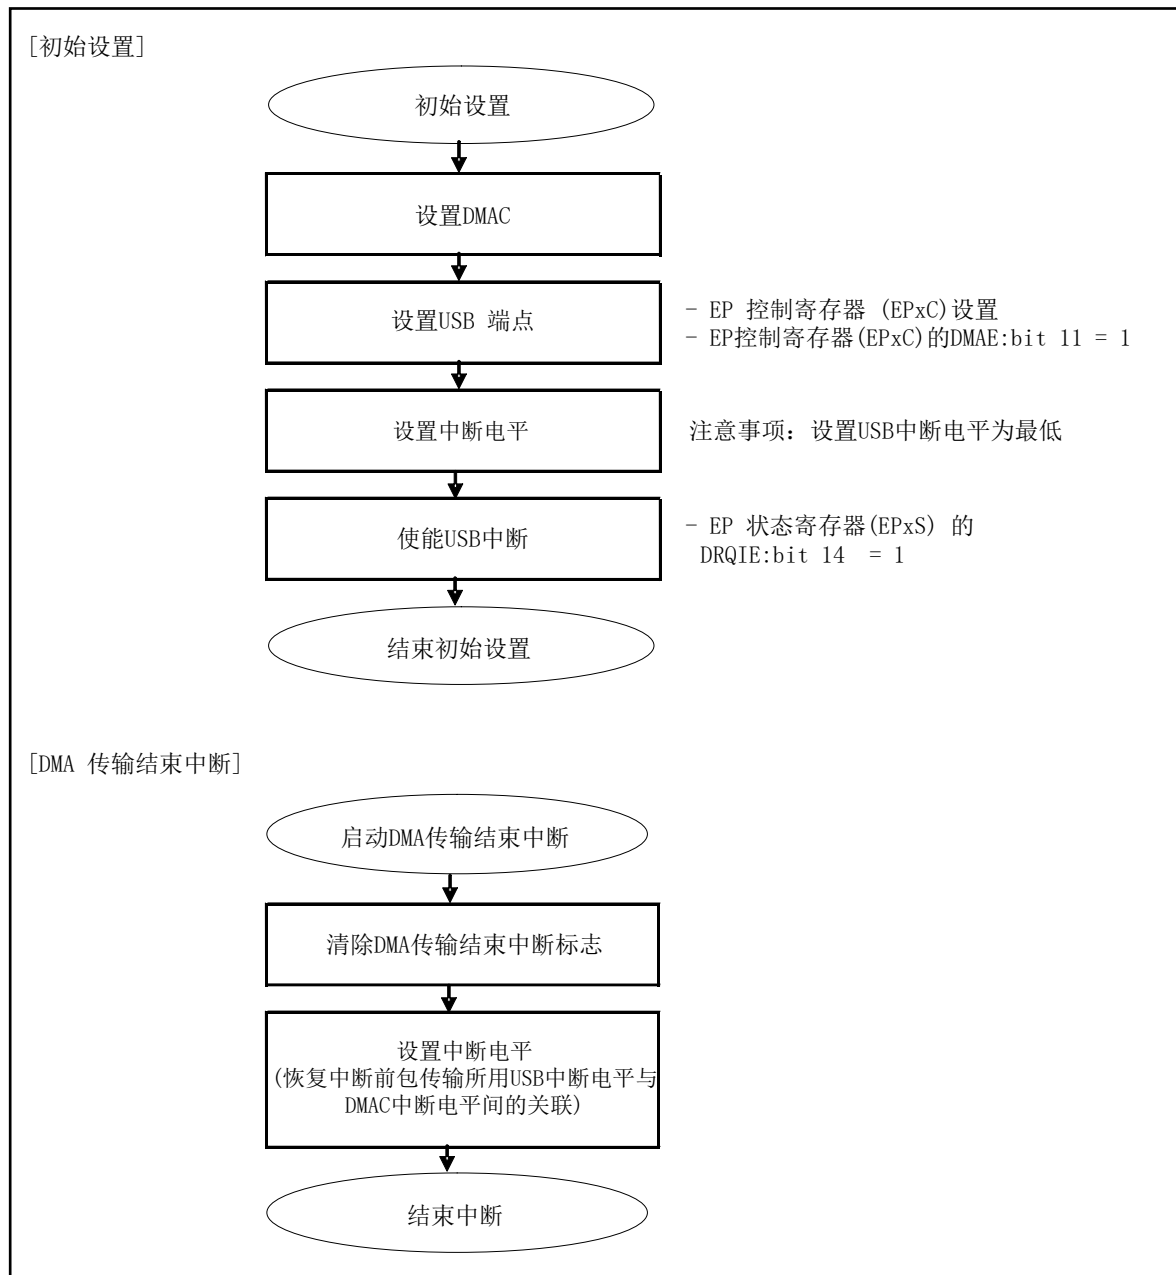 [初始设置]
初始设置
设置DMAC
设置USB 端点
- EP 控制寄存器 (EPxC)设置
- EP控制寄存器(EPxC)的DMAE:bit 11 = 1
设置中断电平
注意事项: 设置USB中断电平为最低
使能USB中断
- EP 状态寄存器(EPxS) 的
DRQIE:bit 14 = 1
结束初始设置
[DMA 传输结束中断]
启动DMA传输结束中断
清除DMA传输结束中断标志
设置中断电平
(恢复中断前包传输所用USB中断电平与
DMAC中断电平间的关联)
结束中断